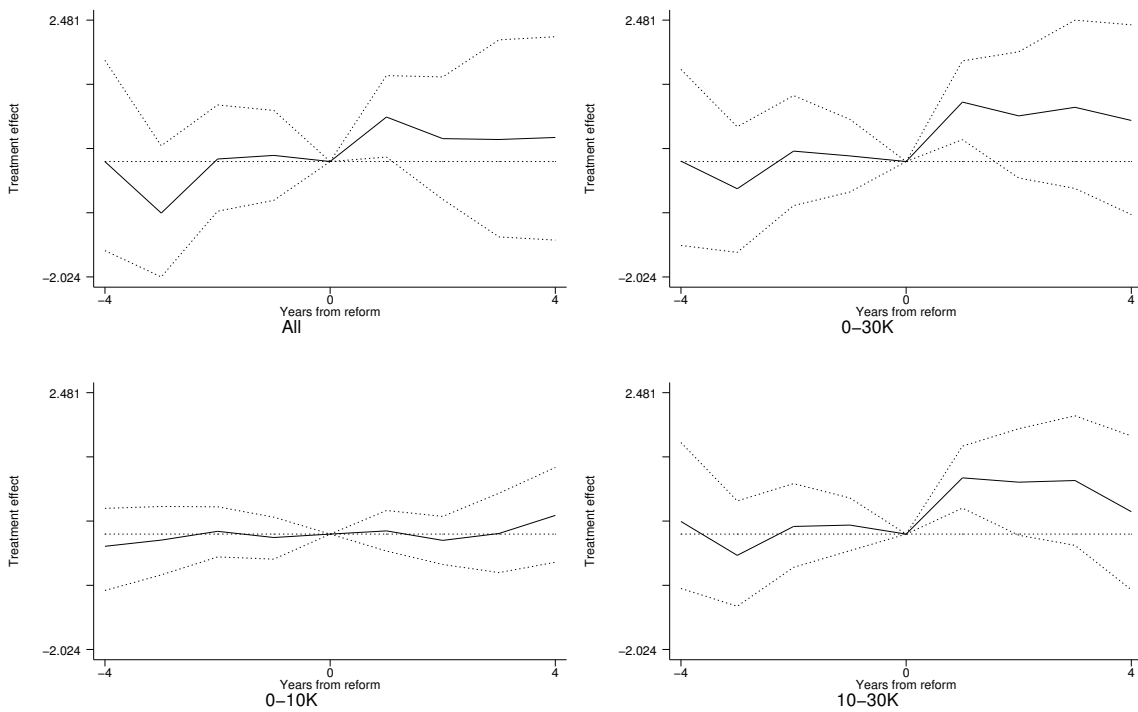 2.481
Treatment effect
−2.024
−4 0 4
Years from reform
All
2.481
Treatment effect
−2.024
−4 0 4
Years from reform
0−30K
2.481
Treatment effect
−2.024
−4 0 4
Years from reform
0−10K
2.481
Treatment effect
−2.024
−4 0 4
Years from reform
10−30K